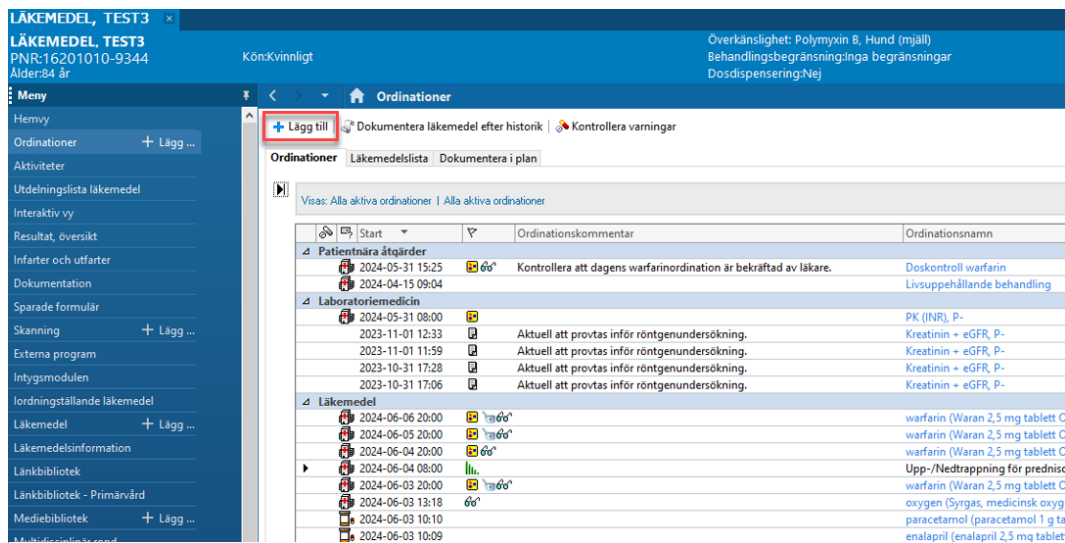 LÄKEMEDEL, TEST3 ×
LÄKEMEDEL, TEST3
PNR:16201010-9344
Ålder:84 år
Kön:Kvinnligt
Överkänslighet: Polymyxin B, Hund (mjäll)
Behandlingsbegränsning:Inga begränsningar
Dosdispensering:Nej
Meny
Hemvy
Ordinationer + Lägg ...
Aktiviteter
Utdelningslista läkemedel
Interaktiv vy
Resultat, översikt
Infarter och utfarter
Dokumentation
Sparade formulär
Skanning + Lägg ...
Externa program
Intygsmodulen
Iordningställande läkemedel
Läkemedel + Lägg ...
Läkemedelsinformation
Länkbibliotek
Länkbibliotek - Primärvård
Mediebibliotek + Lägg ...
Multidisciplinär rond
Ordinationer
+ Lägg till | Dokumentera läkemedel efter historik | Kontrollera varningar
Ordinationer Läkemedelslista Dokumentera i plan
Visas: Alla aktiva ordinationer | Alla aktiva ordinationer
Start Ordinationskommentar Ordinationsnamn
Patientnära åtgärder
2024-05-31 15:25 Kontrollera att dagens warfarinordination är bekräftad av läkare. Doskontroll warfarin
2024-04-15 09:04 Livsuppehållande behandling
Laboratoriemedicin
2024-05-31 08:00 PK (INR), P-
2023-11-01 12:33 Aktuell att provtas inför röntgenundersökning. Kreatinin + eGFR, P-
2023-11-01 11:59 Aktuell att provtas inför röntgenundersökning. Kreatinin + eGFR, P-
2023-10-31 17:28 Aktuell att provtas inför röntgenundersökning. Kreatinin + eGFR, P-
2023-10-31 17:06 Aktuell att provtas inför röntgenundersökning. Kreatinin + eGFR, P-
Läkemedel
2024-06-06 20:00 warfarin (Waran 2,5 mg tablett O
2024-06-05 20:00 warfarin (Waran 2,5 mg tablett O
2024-06-04 20:00 warfarin (Waran 2,5 mg tablett O
2024-06-04 08:00 Upp-/Nedtrappning för prednisc
2024-06-03 20:00 warfarin (Waran 2,5 mg tablett O
2024-06-03 13:18 oxygen (Syrgas, medicinsk oxyg
2024-06-03 10:10 paracetamol (paracetamol 1 g ta
2024-06-03 10:09 enalapril (enalapril 2,5 mg tablet